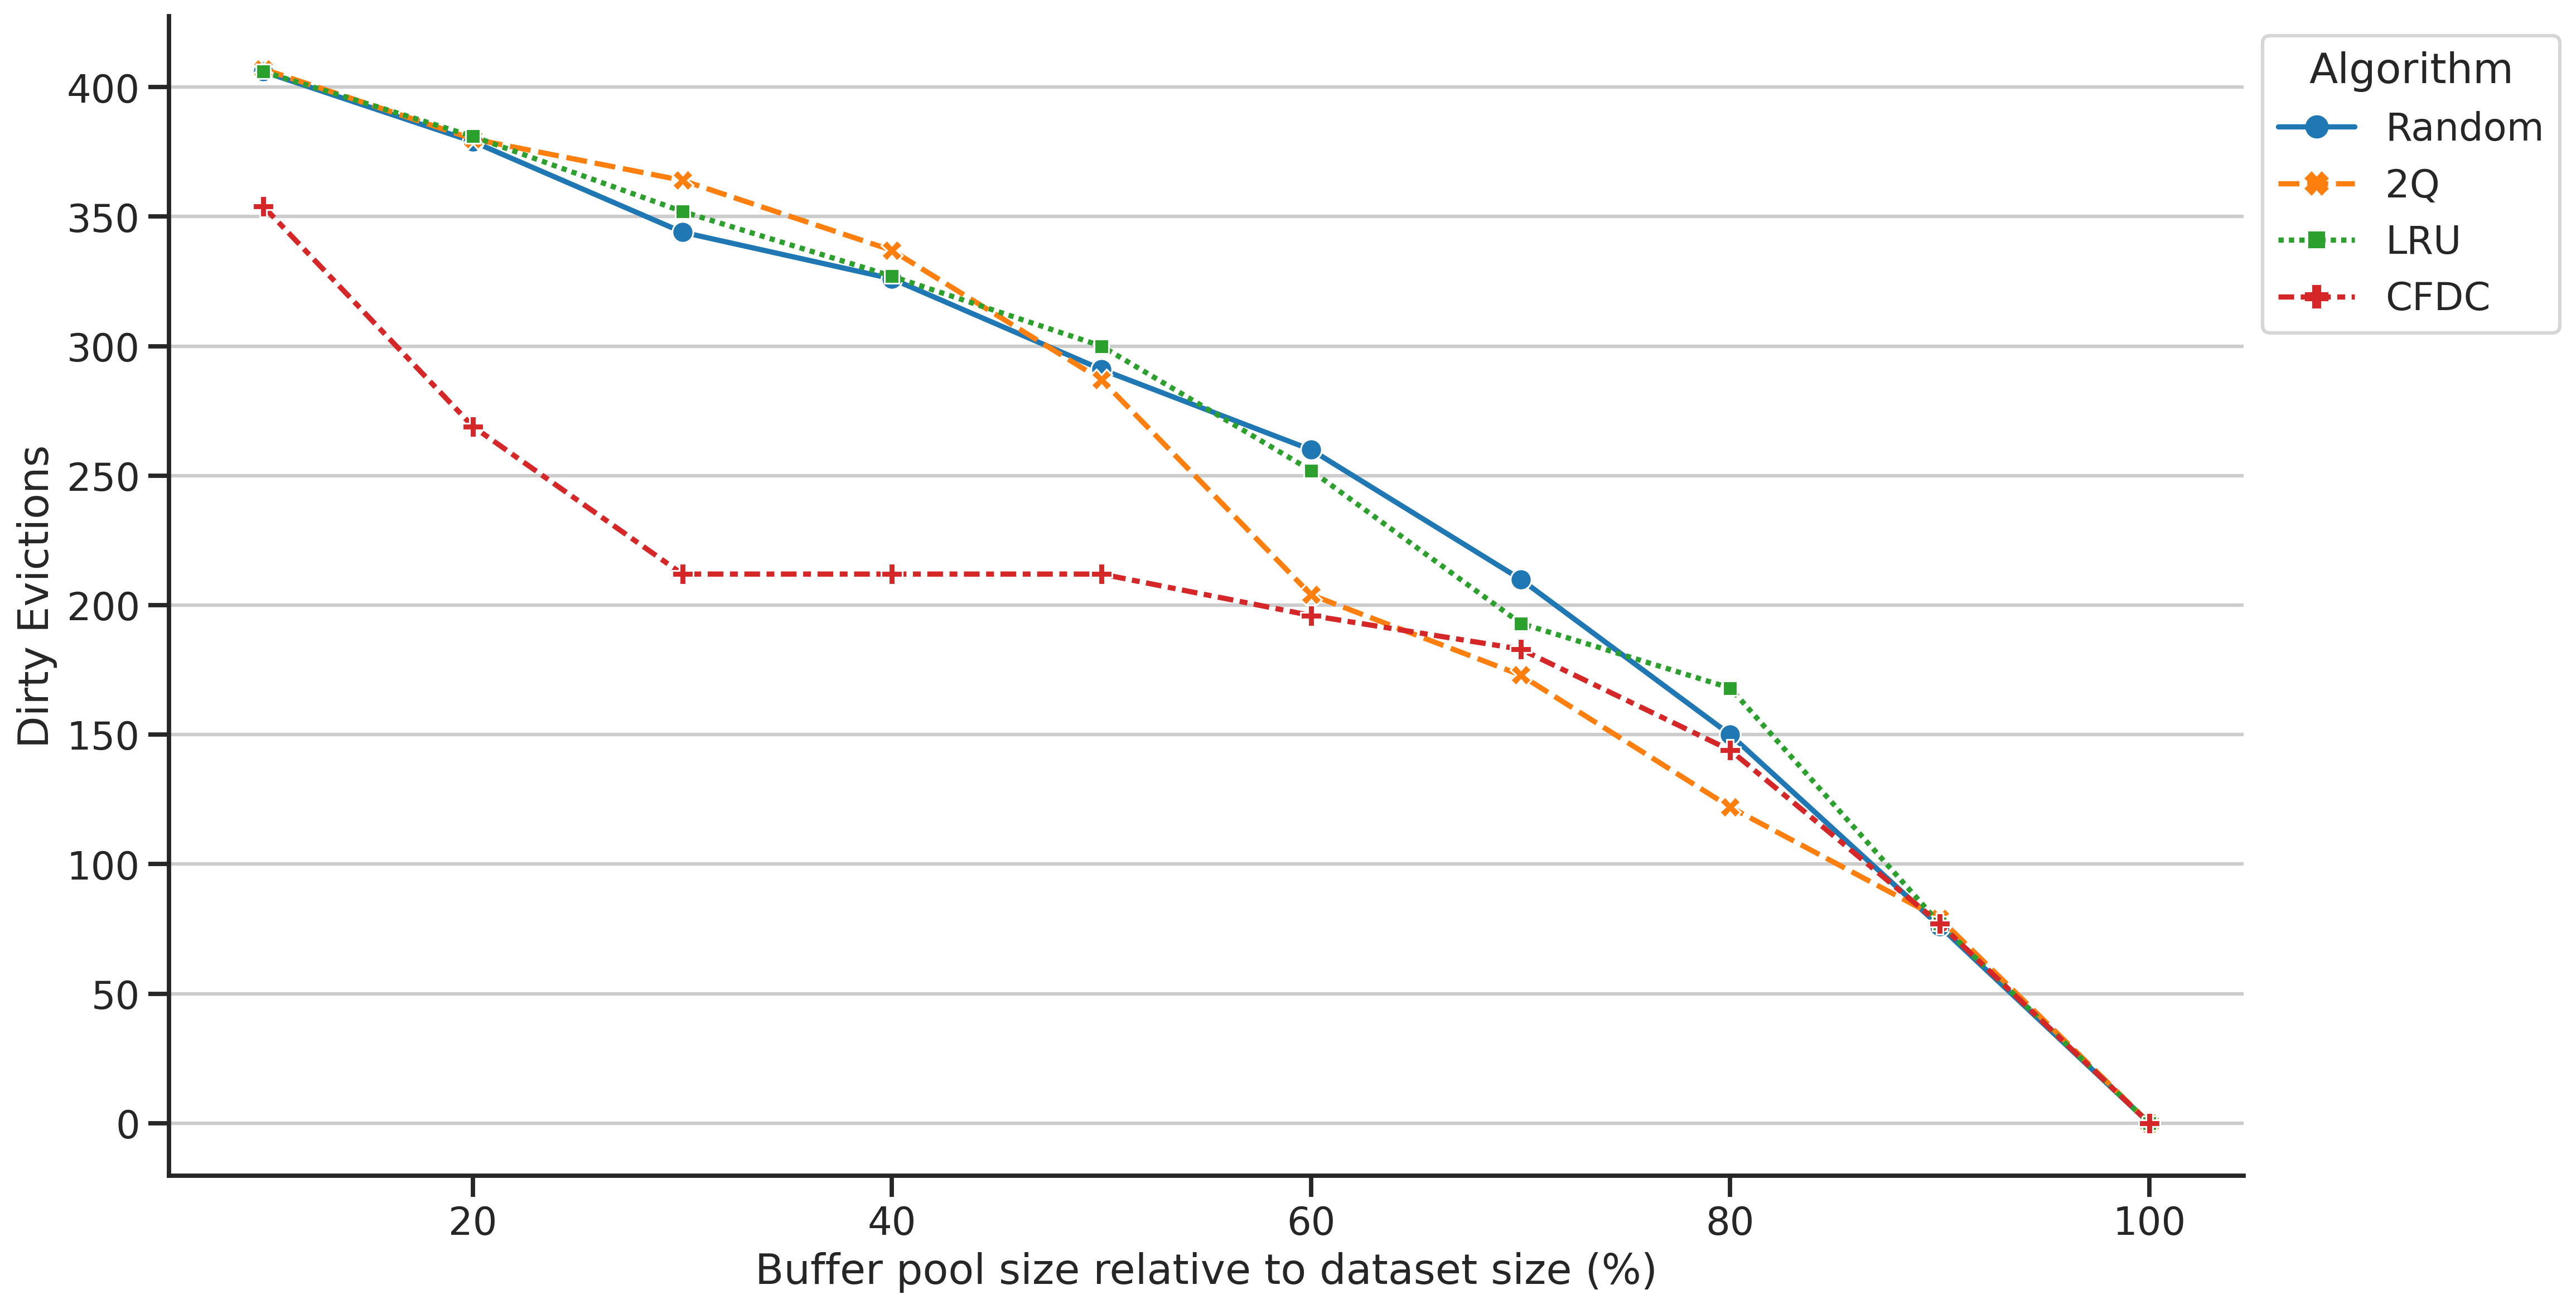 400
350
300
250
200
150
100
50
0
Dirty Evictions
20 40 60 80 100
Buffer pool size relative to dataset size (%)
Algorithm
Random
2Q
LRU
CFDC